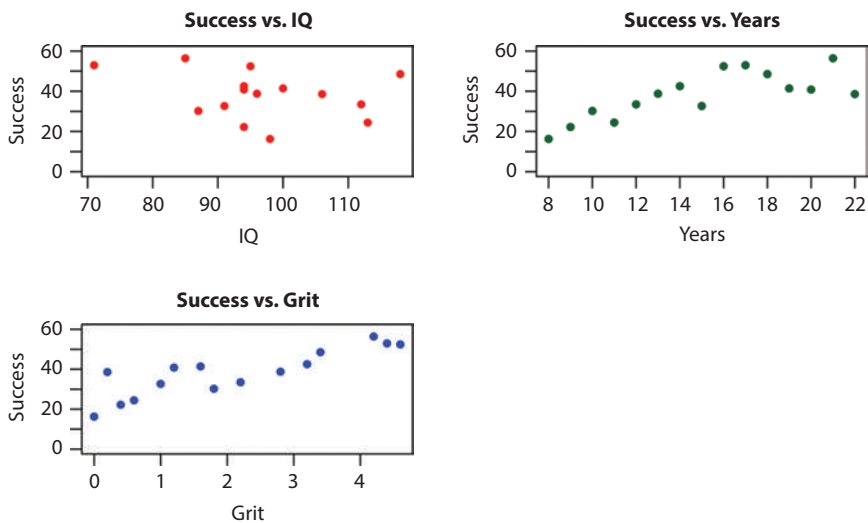 Success vs. IQ
60
40
20
0
Success
70 80 90 100 110
IQ
Success vs. Years
60
40
20
0
Success
8 10 12 14 16 18 20 22
Years
Success vs. Grit
60
40
20
0
Success
0 1 2 3 4
Grit